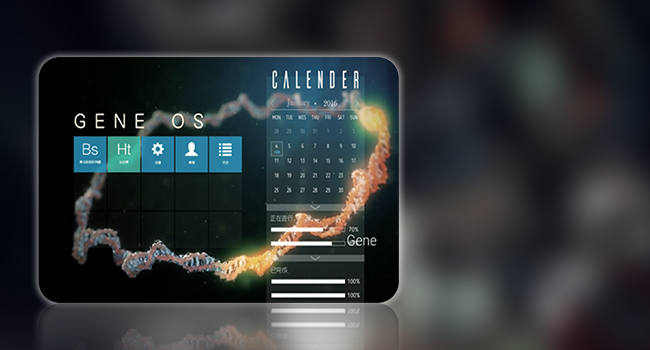 CALENDER
January • 2016
GENE OS
MON TUE WED THU FRI SAT SUN
28 29 30 31 1 2 3
Bs Ht
4 5 6 7 8 9 10
11 12 13 14 15 16 17
18 19 20 21 22 23 24
25 26 27 28 29 30 31
正在进行
70%
Gene
已完成
100%
100%